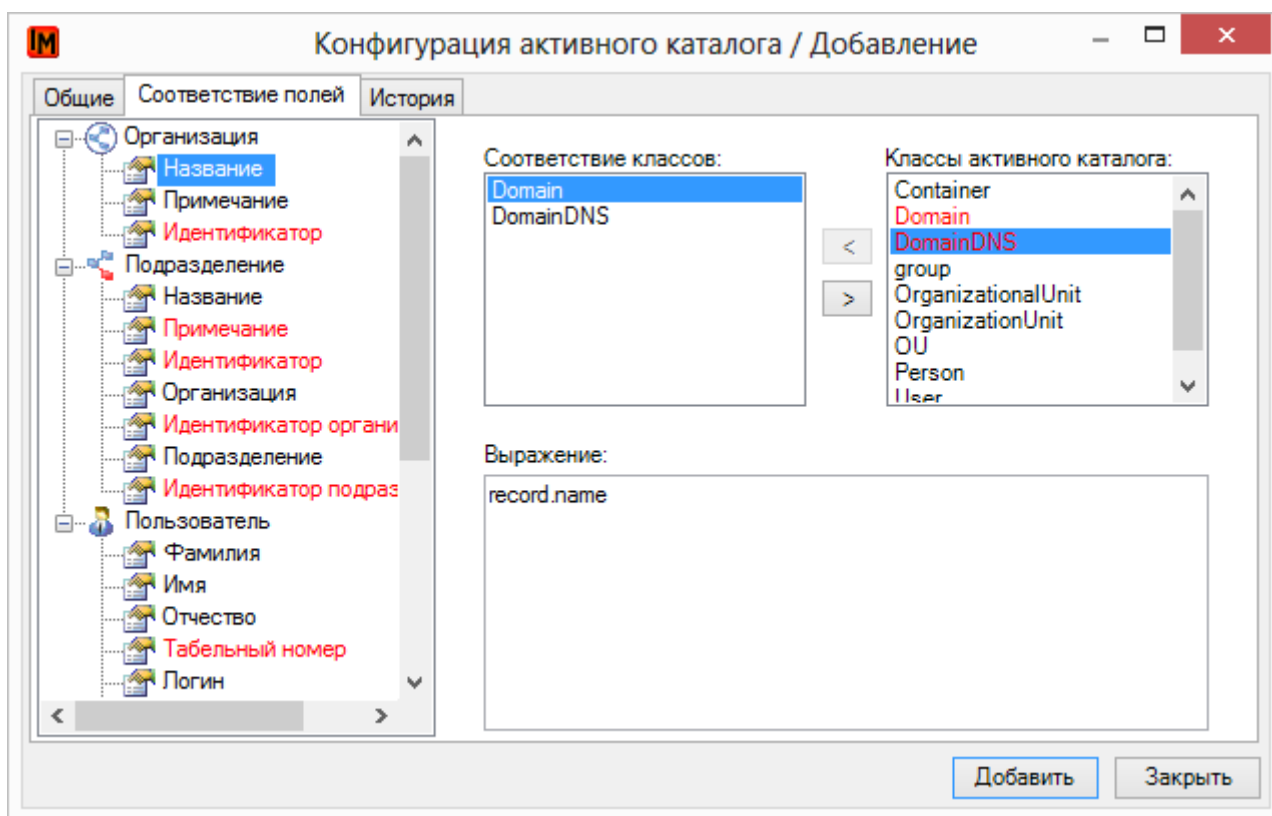 IM
Конфигурация активного каталога / Добавление
Общие
Соответствие полей
История
Организация
Название
Примечание
Идентификатор
Подразделение
Название
Примечание
Идентификатор
Организация
Идентификатор органи
Подразделение
Идентификатор подраз
Пользователь
Фамилия
Имя
Отчество
Табельный номер
Логин
Соответствие классов:
Domain
DomainDNS
<
>
Классы активного каталога:
Container
Domain
DomainDNS
group
OrganizationalUnit
OrganizationUnit
OU
Person
User
Выражение:
record.name
Добавить
Закрыть